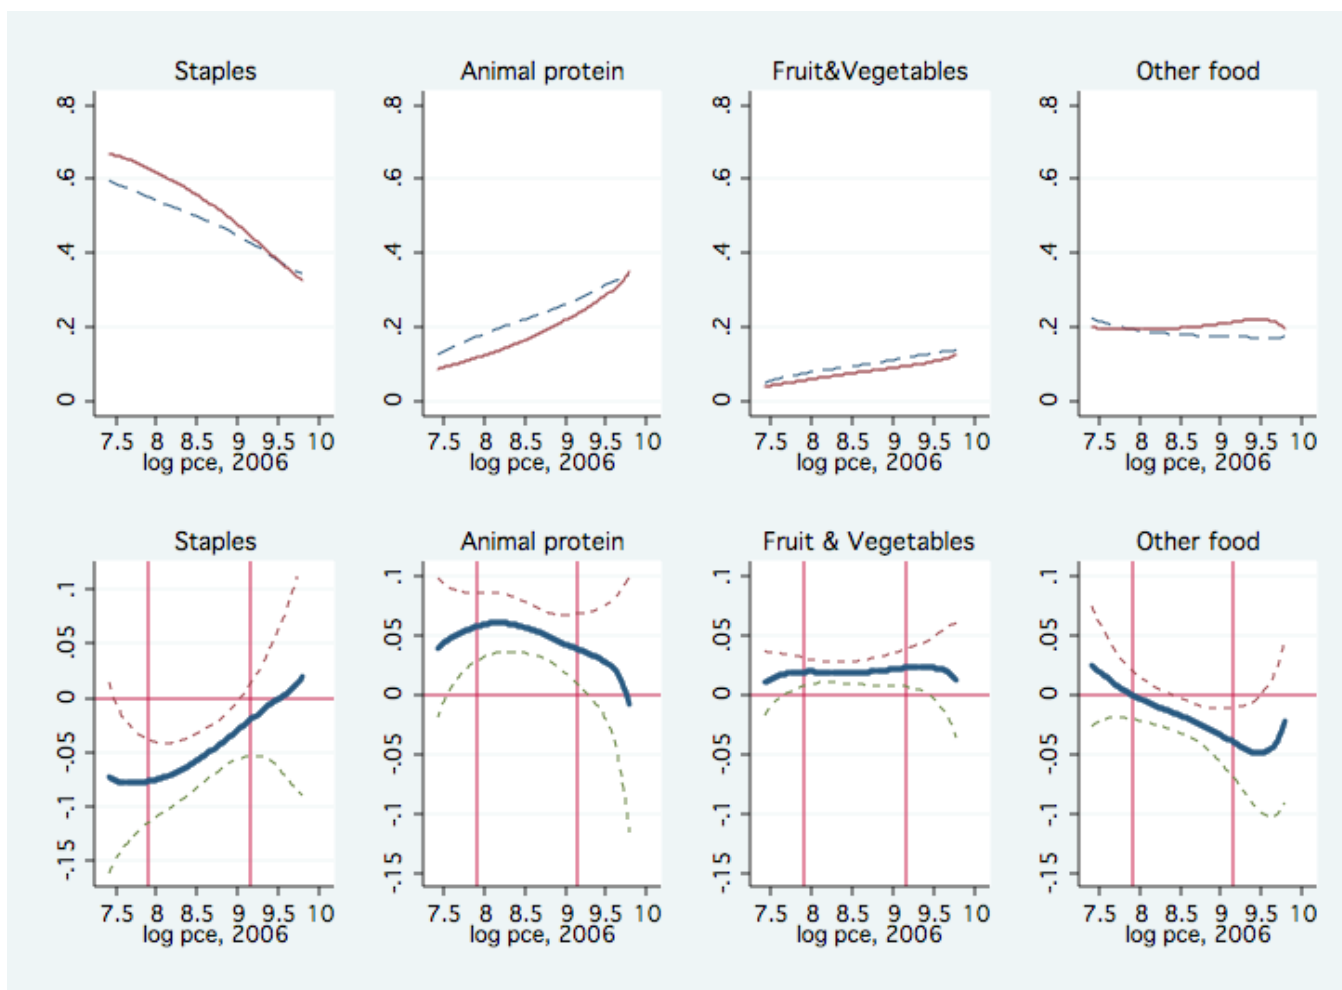 Staples Animal protein Fruit&Vegetables Other food
.8 .8 .8 .8
.6 .6 .6 .6
.4 .4 .4 .4
.2 .2 .2 .2
0 0 0 0
7.5 8 8.5 9 9.5 10 7.5 8 8.5 9 9.5 10 7.5 8 8.5 9 9.5 10 7.5 8 8.5 9 9.5 10
log pce, 2006 log pce, 2006 log pce, 2006 log pce, 2006
Staples Animal protein Fruit & Vegetables Other food
.1 .1 .1 .1
.05 .05 .05 .05
0 0 0 0
-.05 -.05 -.05 -.05
-.1 -.1 -.1 -.1
-.15 -.15 -.15 -.15
7.5 8 8.5 9 9.5 10 7.5 8 8.5 9 9.5 10 7.5 8 8.5 9 9.5 10 7.5 8 8.5 9 9.5 10
log pce, 2006 log pce, 2006 log pce, 2006 log pce, 2006